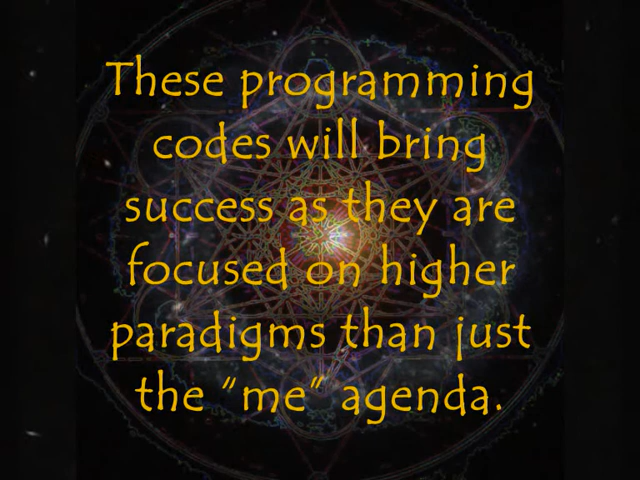 These programming
codes will bring
success as they are
focused on higher
paradigms than just
the “me” agenda.